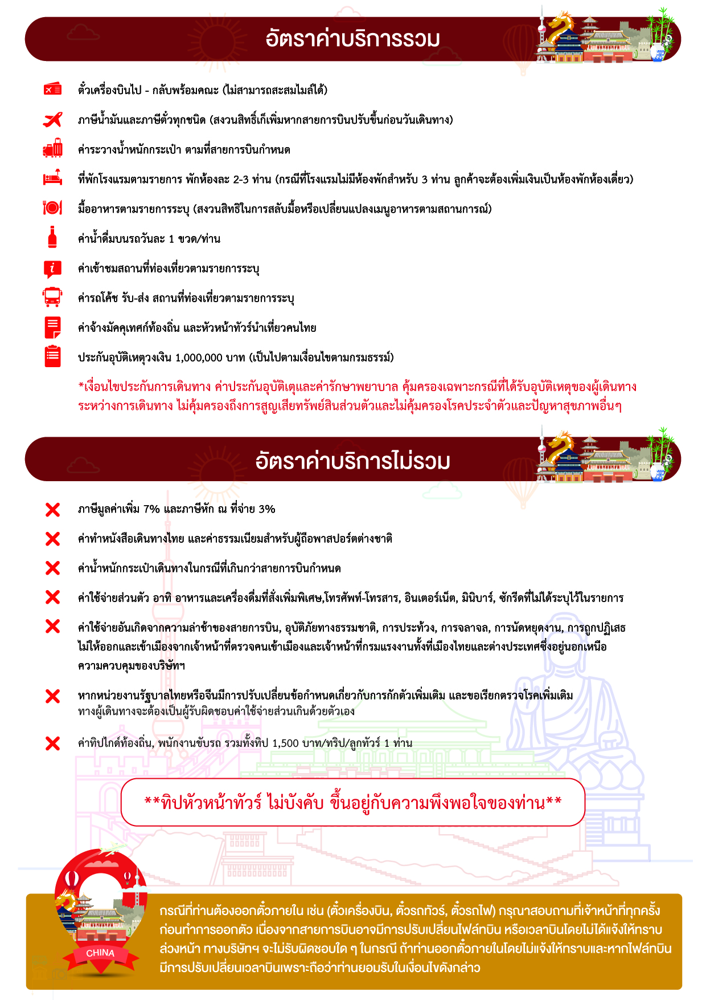 อัตราค่าบริการรวม
ตั๋วเครื่องบินไป - กลับพร้อมคณะ (ไม่สามารถสะสมไมล์ได้)
ภาษีน้ำมันและภาษีตั๋วทุกชนิด (สงวนสิทธิ์เก็เพิ่มหากสายการบินปรับขึ้นก่อนวันเดินทาง)
ค่าระวางน้ำหนักกระเป๋า ตามที่สายการบินกำหนด
ที่พักโรงแรมตามรายการ พักห้องละ 2-3 ท่าน (กรณีที่โรงแรมไม่มีห้องพักสำหรับ 3 ท่าน ลูกค้าจะต้องเพิ่มเงินเป็นห้องพักห้องเดี่ยว)
มื้ออาหารตามรายการระบุ (สงวนสิทธิในการสลับมื้อหรือเปลี่ยนแปลงเมนูอาหารตามสถานการณ์)
ค่าน้ำดื่มบนรถวันละ 1 ขวด/ท่าน
ค่าเข้าชมสถานที่ท่องเที่ยวตามรายการระบุ
ค่ารถโค้ช รับ-ส่ง สถานที่ท่องเที่ยวตามรายการระบุ
ค่าจ้างมัคคุเทศก์ท้องถิ่น และหัวหน้าทัวร์นำเที่ยวคนไทย
ประกันอุบัติเหตุวงเงิน 1,000,000 บาท (เป็นไปตามเงื่อนไขตามกรมธรรม์)
*เงื่อนไขประกันการเดินทาง ค่าประกันอุบัติเตุและค่ารักษาพยาบาล คุ้มครองเฉพาะกรณีที่ได้รับอุบัติเหตุของผู้เดินทาง
ระหว่างการเดินทาง ไม่คุ้มครองถึงการสูญเสียทรัพย์สินส่วนตัวและไม่คุ้มครองโรคประจำตัวและปัญหาสุขภาพอื่นๆ
อัตราค่าบริการไม่รวม
ภาษีมูลค่าเพิ่ม 7% และภาษีหัก ณ ที่จ่าย 3%
ค่าทำหนังสือเดินทางไทย และค่าธรรมเนียมสำหรับผู้ถือพาสปอร์ตต่างชาติ
ค่าน้ำหนักกระเป๋าเดินทางในกรณีที่เกินกว่าสายการบินกำหนด
ค่าใช้จ่ายส่วนตัว อาทิ อาหารและเครื่องดื่มที่สั่งเพิ่มพิเศษ,โทรศัพท์-โทรสาร, อินเตอร์เน็ต, มินิบาร์, ซักรีดที่ไม่ได้ระบุไว้ในรายการ
ค่าใช้จ่ายอันเกิดจากความล่าช้าของสายการบิน, อุบัติภัยทางธรรมชาติ, การประท้วง, การจลาจล, การนัดหยุดงาน, การถูกปฏิเสธ
ไม่ให้ออกและเข้าเมืองจากเจ้าหน้าที่ตรวจคนเข้าเมืองและเจ้าหน้าที่กรมแรงงานทั้งที่เมืองไทยและต่างประเทศซึ่งอยู่นอกเหนือ
ความควบคุมของบริษัทฯ
หากหน่วยงานรัฐบาลไทยหรือจีนมีการปรับเปลี่ยนข้อกำหนดเกี่ยวกับการกักตัวเพิ่มเติม และขอเรียกตรวจโรคเพิ่มเติม
ทางผู้เดินทางจะต้องเป็นผู้รับผิดชอบค่าใช้จ่ายส่วนเกินด้วยตัวเอง
ค่าทิปไกด์ท้องถิ่น, พนักงานขับรถ รวมทั้งทิป 1,500 บาท/ทริป/ลูกทัวร์ 1 ท่าน
**ทิปหัวหน้าทัวร์ ไม่บังคับ ขึ้นอยู่กับความพึงพอใจของท่าน**
กรณีที่ท่านต้องออกตั๋วภายใน เช่น (ตั๋วเครื่องบิน, ตั๋วรถทัวร์, ตั๋วรถไฟ) กรุณาสอบถามที่เจ้าหน้าที่ทุกครั้ง
ก่อนทำการออกตัว เนื่องจากสายการบินอาจมีการปรับเปลี่ยนไฟล์ทบิน หรือเวลาบินโดยไม่ได้แจ้งให้ทราบ
ล่วงหน้า ทางบริษัทฯ จะไม่รับผิดชอบใด ๆ ในกรณี ถ้าท่านออกตั๋วภายในโดยไม่แจ้งให้ทราบและหากไฟล์ทบิน
มีการปรับเปลี่ยนเวลาบินเพราะถือว่าท่านยอมรับในเงื่อนไขดังกล่าว
CHINA